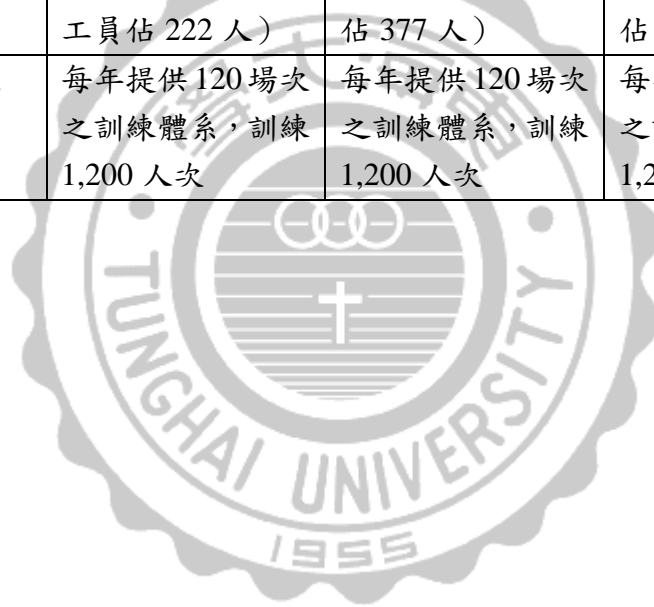 工員佔 222 人）
佔 377 人）
佔
每年提供 120 場次
之訓練體系，訓練
1,200 人次
每年提供 120 場次
之訓練體系，訓練
1,200 人次
TUNGHAI UNIVERSITY
1955